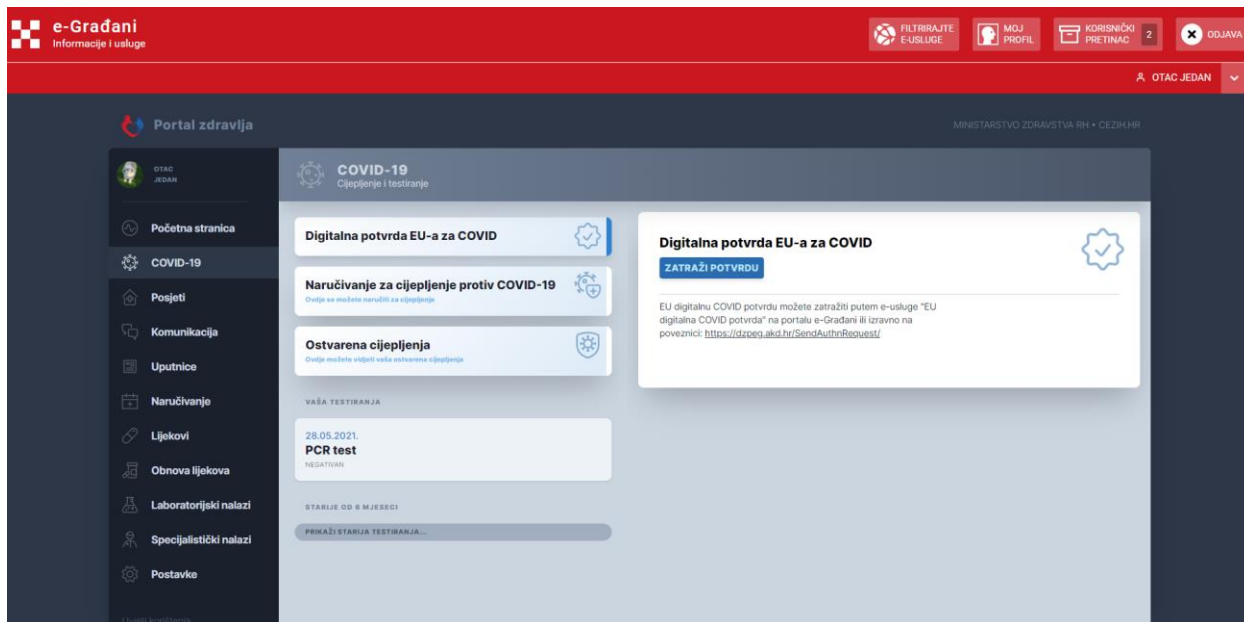 e-Građani
Informacije i usluge
FILTRIRAJTE
E-USLUGE
MOJ
PROFIL
KORISNIČKI
PRETINAC
2
ODJAVA
OTAC JEDAN
Portal zdravlja
MINISTARSTVO ZDRAVSTVA RH • CEZIH.HR
OTAC
JEDAN
Početna stranica
COVID-19
Posjeti
Komunikacija
Uputnice
Naručivanje
Lijekovi
Obnova lijekova
Laboratorijski nalazi
Specijalistički nalazi
Postavke
Uvjeti korištenja
COVID-19
Cijepljenje i testiranje
Digitalna potvrda EU-a za COVID
Naručivanje za cijepljenje protiv COVID-19
Ovdje se možete naručiti za cijepljenje
Ostvarena cijepljenja
Ovdje možete vidjeti vaša ostvarena cijepljenja
VAŠA TESTIRANJA
28.05.2021.
PCR test
NEGATIVAN
STARIJE OD 6 MJESECI
PRIKAŽI STARIJA TESTIRANJA...
Digitalna potvrda EU-a za COVID
ZATRAŽI POTVRDU
EU digitalnu COVID potvrdu možete zatražiti putem e-usluge "EU
digitalna COVID potvrda" na portalu e-Građani ili izravno na
poveznici: https://dzpeg.akd.hr/SendAuthnRequest/